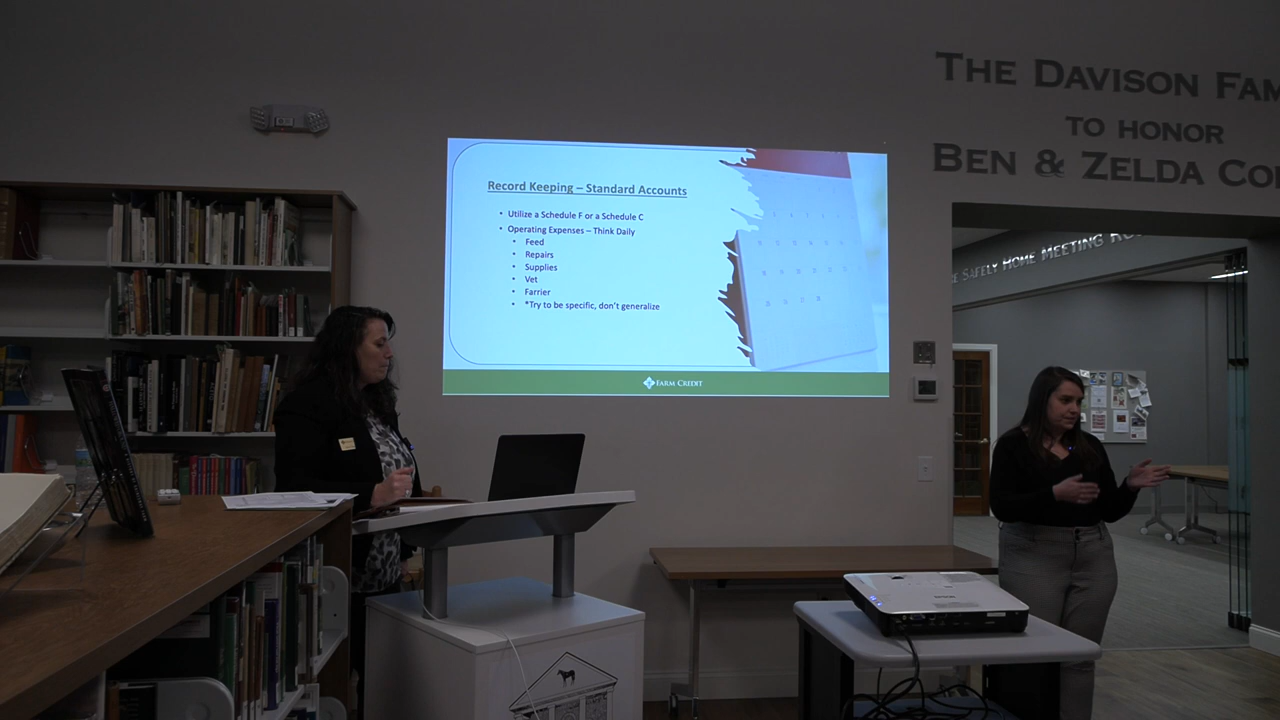 THE DAVISON FAM
TO HONOR
BEN & ZELDA CO
SAFELY HOME MEETING
Record Keeping – Standard Accounts
• Utilize a Schedule F or a Schedule C
• Operating Expenses – Think Daily
• Feed
• Repairs
• Supplies
• Vet
• Farrier
• *Try to be specific, don't generalize
FARM CREDIT
EPSON